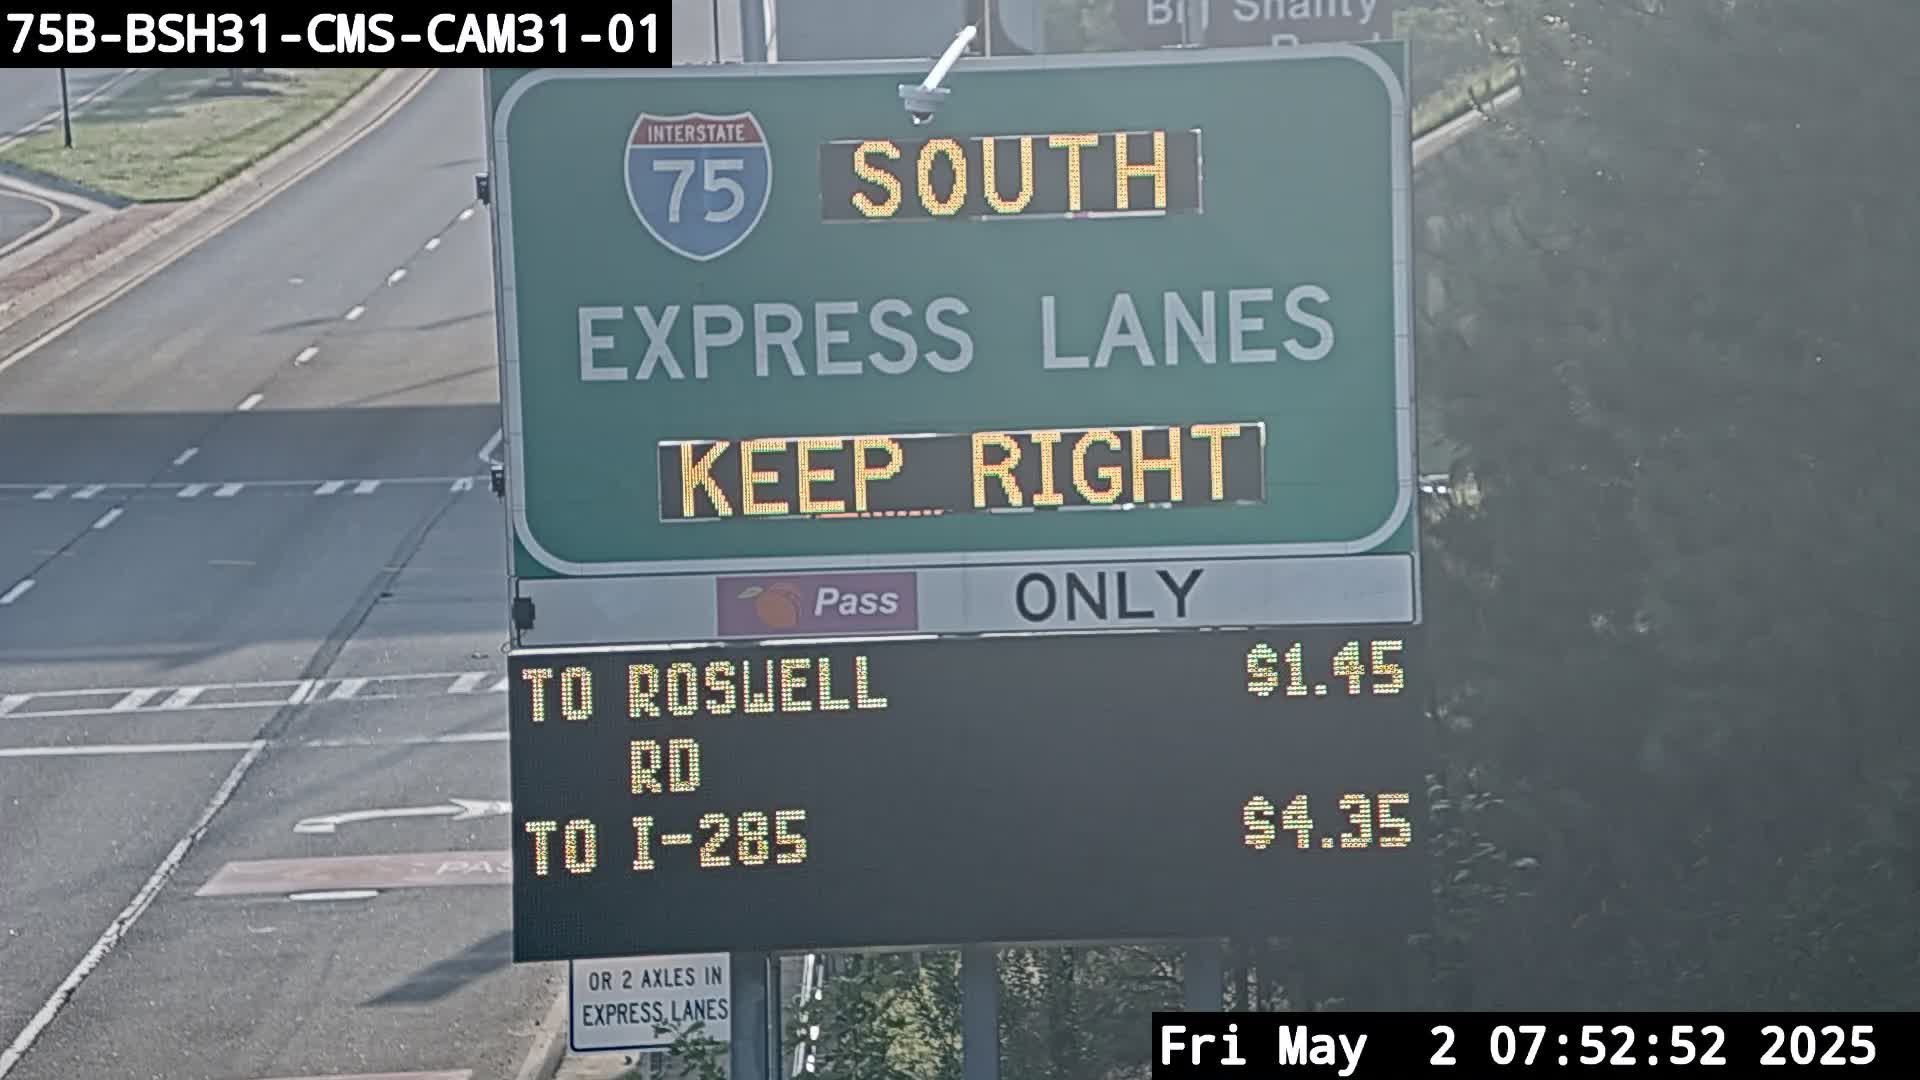 75B-BSH31-CMS-CAM31-01
Shanty
INTERSTATE
75
SOUTH
EXPRESS LANES
KEEP RIGHT
Pass ONLY
TO ROSWELL $1.45
RD
TO I-285 $4.35
OR 2 AXLES IN
EXPRESS LANES
Fri May 2 07:52:52 2025